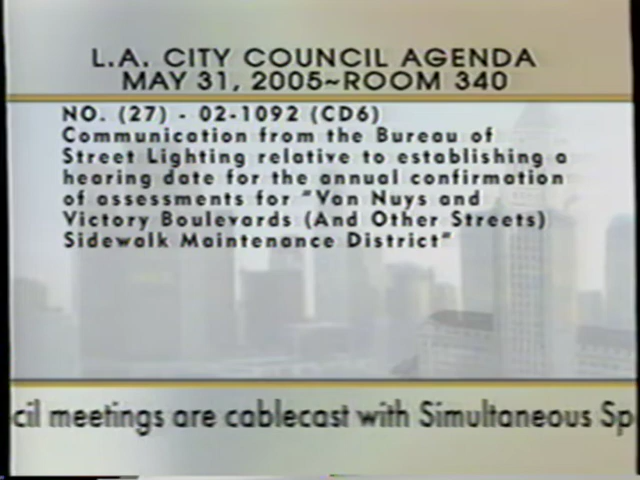 L.A. CITY COUNCIL AGENDA
MAY 31, 2005~ROOM 340
NO. (27) - 02-1092 (CD6)
Communication from the Bureau of
Street Lighting relative to establishing a
hearing date for the annual confirmation
of assessments for "Van Nuys and
Victory Boulevards (And Other Streets)
Sidewalk Maintenance District"
cil meetings are cablecast with Simultaneous Sp